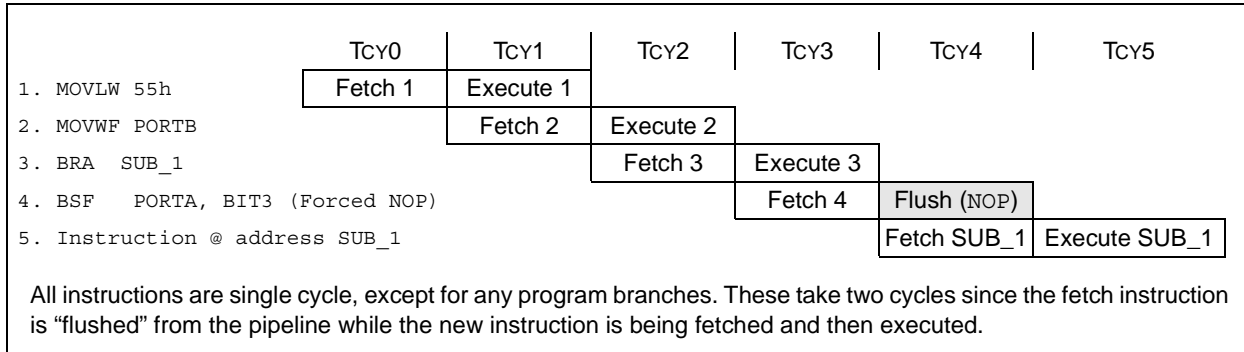 TCY0 TCY1 TCY2 TCY3 TCY4 TCY5
1. MOVLW 55h Fetch 1 Execute 1
2. MOVWF PORTB Fetch 2 Execute 2
3. BRA SUB_1 Fetch 3 Execute 3
4. BSF PORTA, BIT3 (Forced NOP) Fetch 4 Flush (NOP)
5. Instruction @ address SUB_1 Fetch SUB_1 Execute SUB_1
All instructions are single cycle, except for any program branches. These take two cycles since the fetch instruction
is “flushed” from the pipeline while the new instruction is being fetched and then executed.